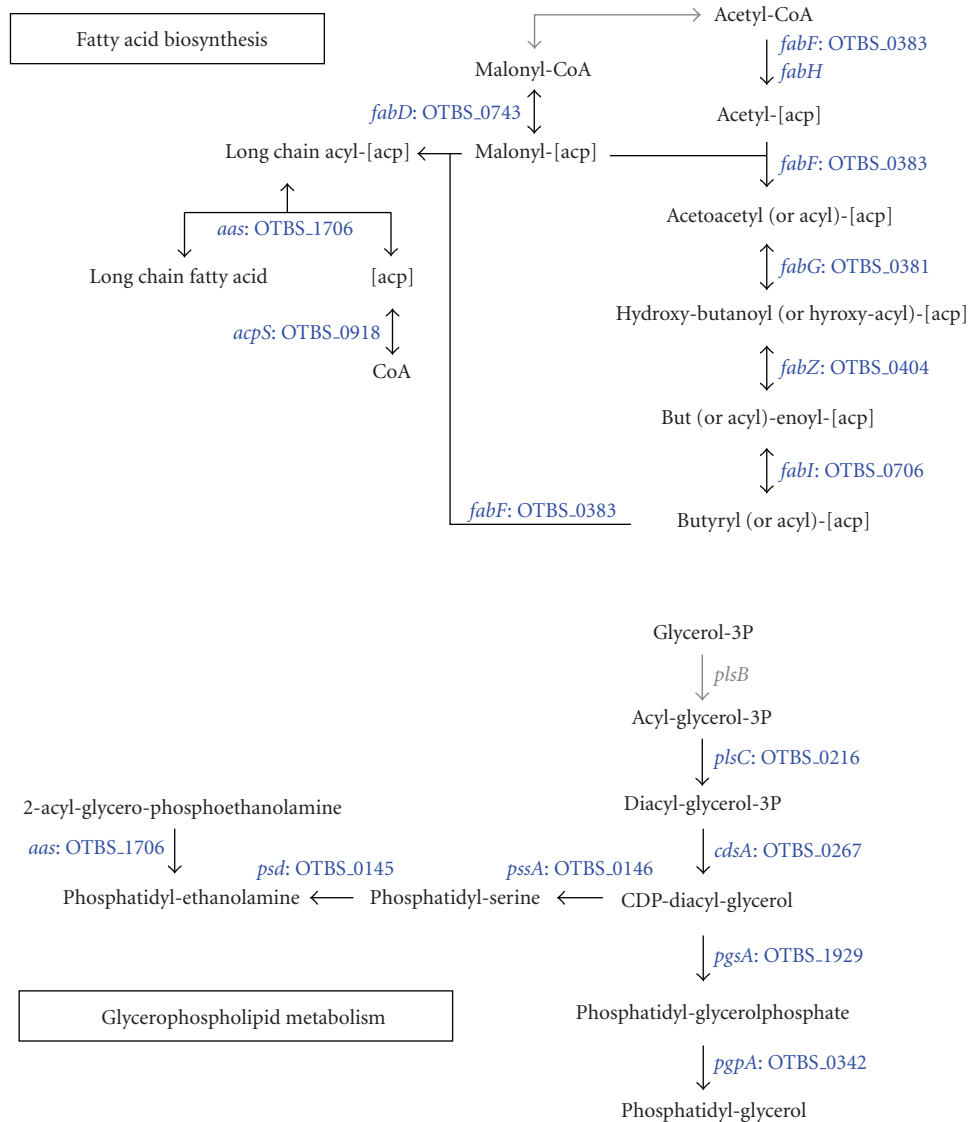 Fatty acid biosynthesis
Acetyl-CoA
fabF: OTBS_0383
fabH
Malonyl-CoA
fabD: OTBS_0743
Acetyl-[acp]
Long chain acyl-[acp]
Malonyl-[acp]
fabF: OTBS_0383
Acetoacetyl (or acyl)-[acp]
aas: OTBS_1706
Long chain fatty acid
[acp]
fabG: OTBS_0381
Hydroxy-butanoyl (or hyroxy-acyl)-[acp]
acpS: OTBS_0918
CoA
fabZ: OTBS_0404
But (or acyl)-enoyl-[acp]
fabI: OTBS_0706
fabF: OTBS_0383
Butyryl (or acyl)-[acp]
Glycerol-3P
plsB
Acyl-glycerol-3P
plsC: OTBS_0216
Diacyl-glycerol-3P
2-acyl-glycero-phosphoethanolamine
aas: OTBS_1706
cdsA: OTBS_0267
psd: OTBS_0145
pssA: OTBS_0146
Phosphatidyl-ethanolamine
Phosphatidyl-serine
CDP-diacyl-glycerol
pgsA: OTBS_1929
Glycerophospholipid metabolism
Phosphatidyl-glycerolphosphate
pgpA: OTBS_0342
Phosphatidyl-glycerol